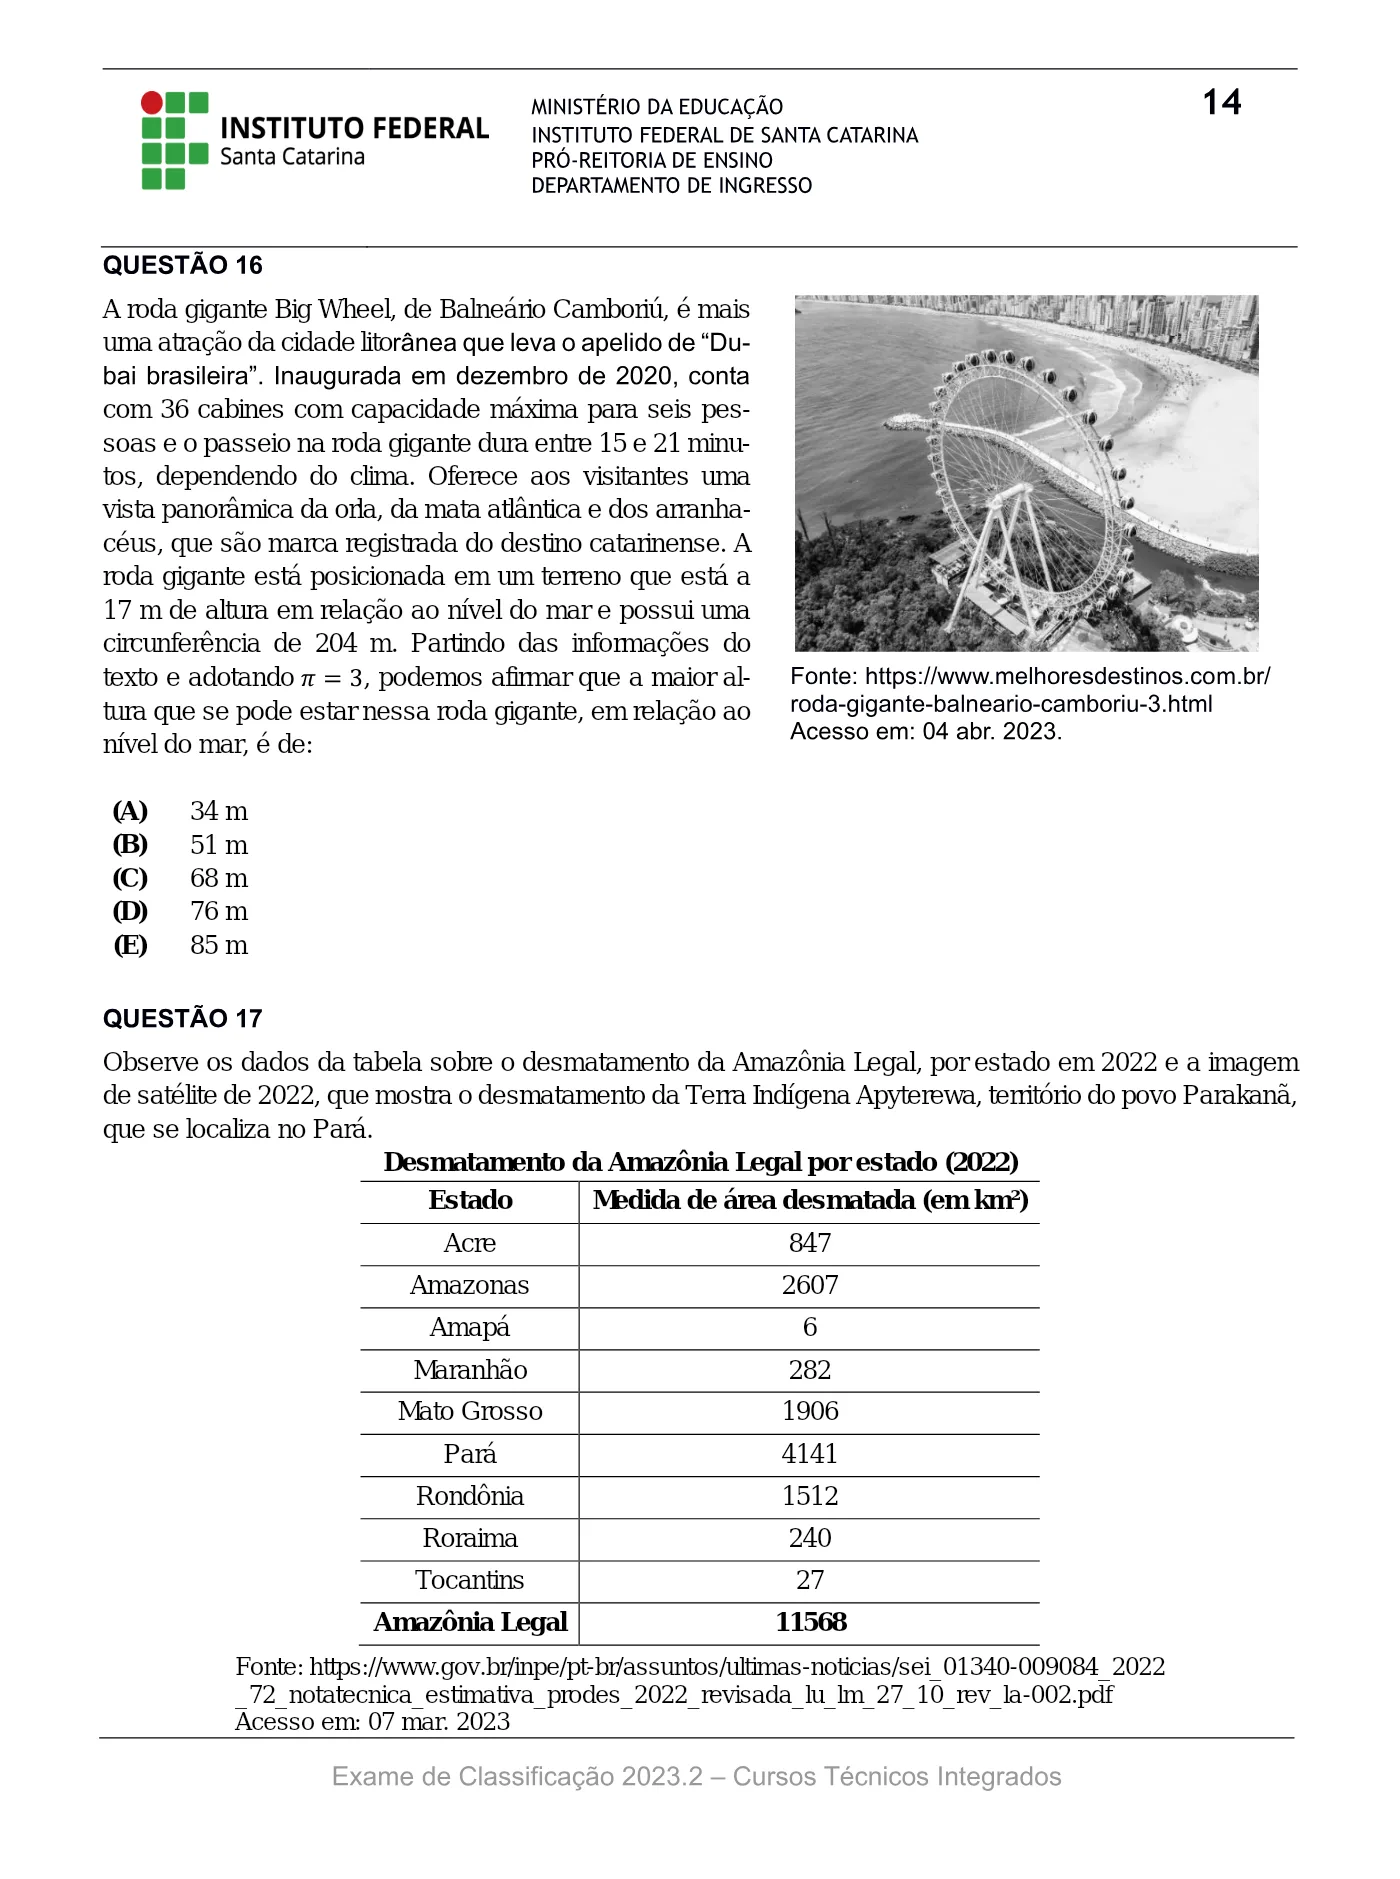 INSTITUTO FEDERAL
Santa Catarina
MINISTÉRIO DA EDUCAÇÃO
INSTITUTO FEDERAL DE SANTA CATARINA
PRÓ-REITORIA DE ENSINO
DEPARTAMENTO DE INGRESSO
14
QUESTÃO 16
A roda gigante Big Wheel, de Balneário Camboriú, é mais
uma atração da cidade litorânea que leva o apelido de “Du-
bai brasileira”. Inaugurada em dezembro de 2020, conta
com 36 cabines com capacidade máxima para seis pes-
soas e o passeio na roda gigante dura entre 15 e 21 minu-
tos, dependendo do clima. Oferece aos visitantes uma
vista panorâmica da orla, da mata atlântica e dos arranha-
céus, que são marca registrada do destino catarinense. A
roda gigante está posicionada em um terreno que está a
17 m de altura em relação ao nível do mar e possui uma
circunferência de 204 m. Partindo das informações do
texto e adotando π = 3, podemos afirmar que a maior al-
tura que se pode estar nessa roda gigante, em relação ao
nível do mar, é de:
Fonte: https://www.melhoresdestinos.com.br/
roda-gigante-balneario-camboriu-3.html
Acesso em: 04 abr. 2023.
(A) 34 m
(B) 51 m
(C) 68 m
(D) 76 m
(E) 85 m
QUESTÃO 17
Observe os dados da tabela sobre o desmatamento da Amazônia Legal, por estado em 2022 e a imagem
de satélite de 2022, que mostra o desmatamento da Terra Indígena Apyterewa, território do povo Parakanã,
que se localiza no Pará.
Desmatamento da Amazônia Legal por estado (2022)
Estado Medida de área desmatada (em km²)
Acre 847
Amazonas 2607
Amapá 6
Maranhão 282
Mato Grosso 1906
Pará 4141
Rondônia 1512
Roraima 240
Tocantins 27
Amazônia Legal 11568
Fonte: https://www.gov.br/inpe/pt-br/assuntos/ultimas-noticias/sei_01340-009084_2022
_72_notatecnica_estimativa_prodes_2022_revisada_lu_lm_27_10_rev_la-002.pdf
Acesso em: 07 mar. 2023
Exame de Classificação 2023.2 – Cursos Técnicos Integrados